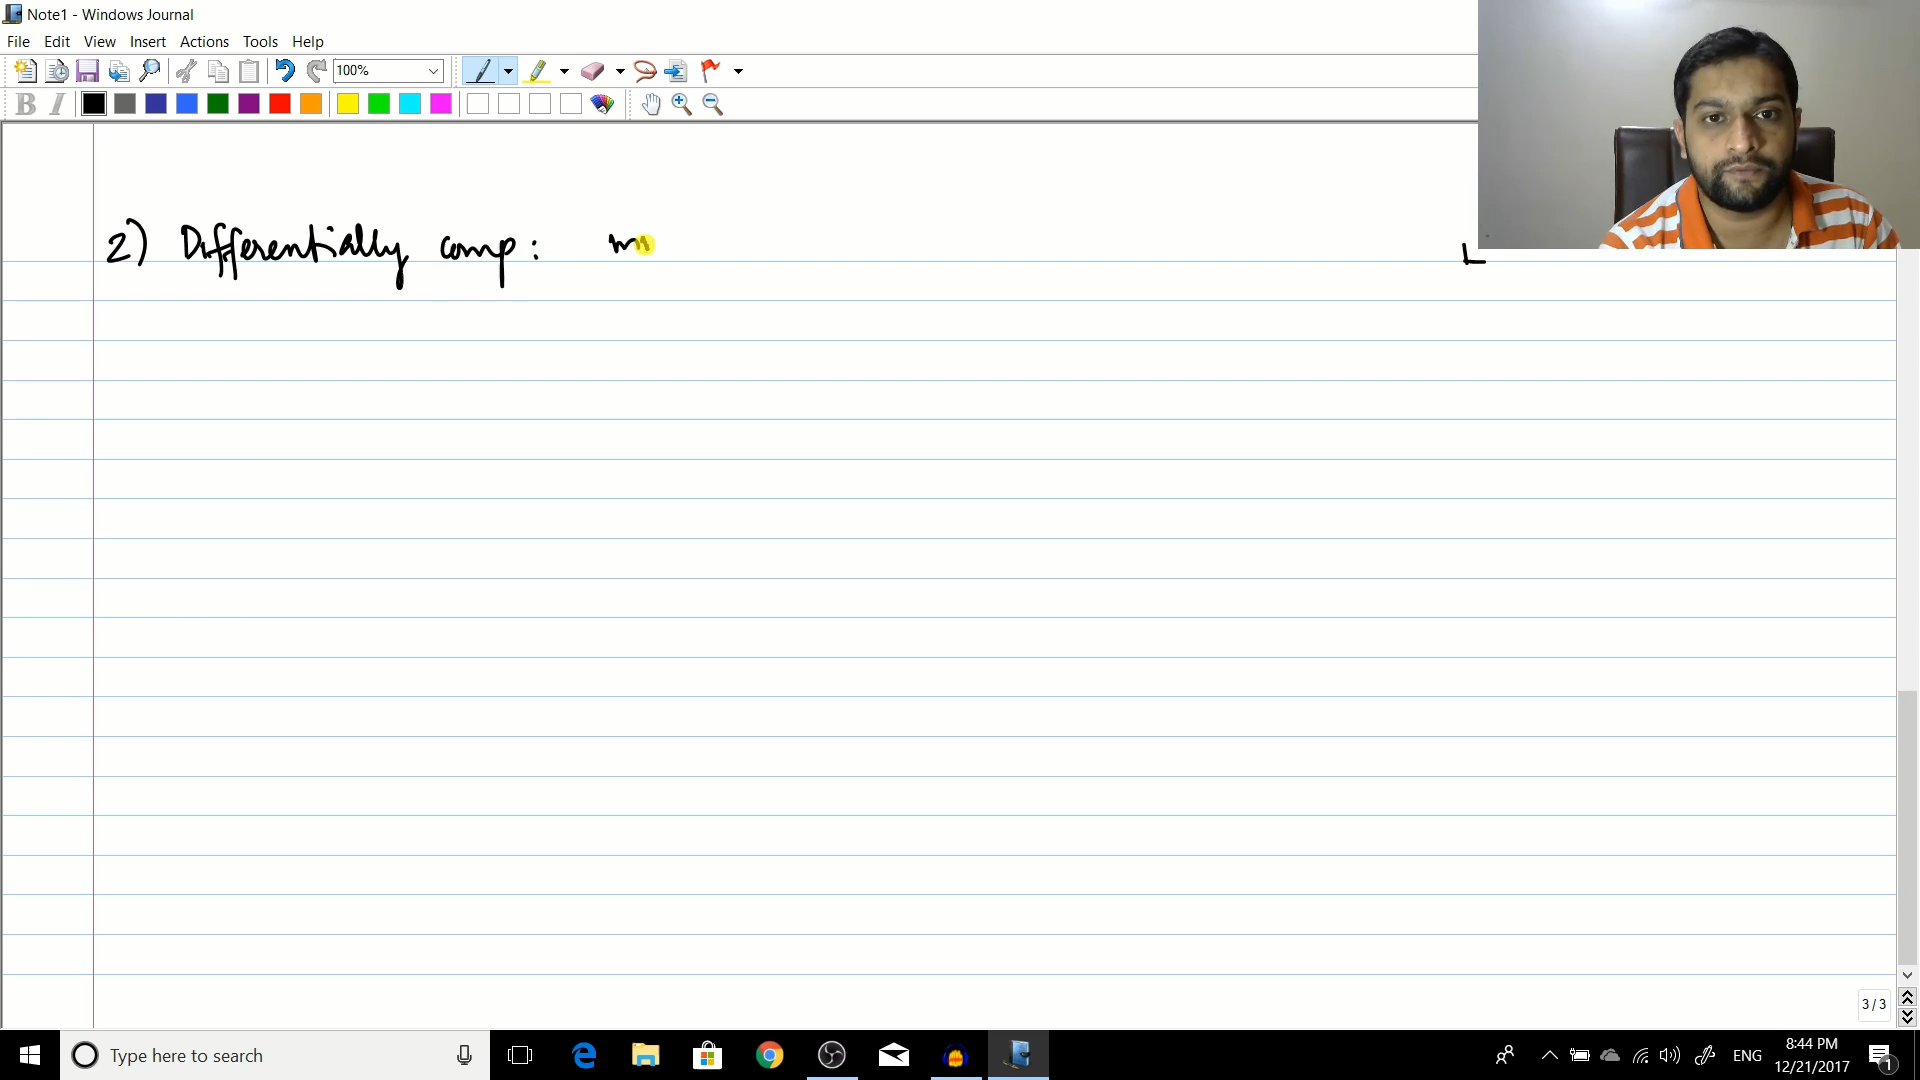 Note1 - Windows Journal
File Edit View Insert Actions Tools Help
100%
B I
2) Differentially comp: m
L
3 / 3
Type here to search
ENG
8:44 PM
12/21/2017
1